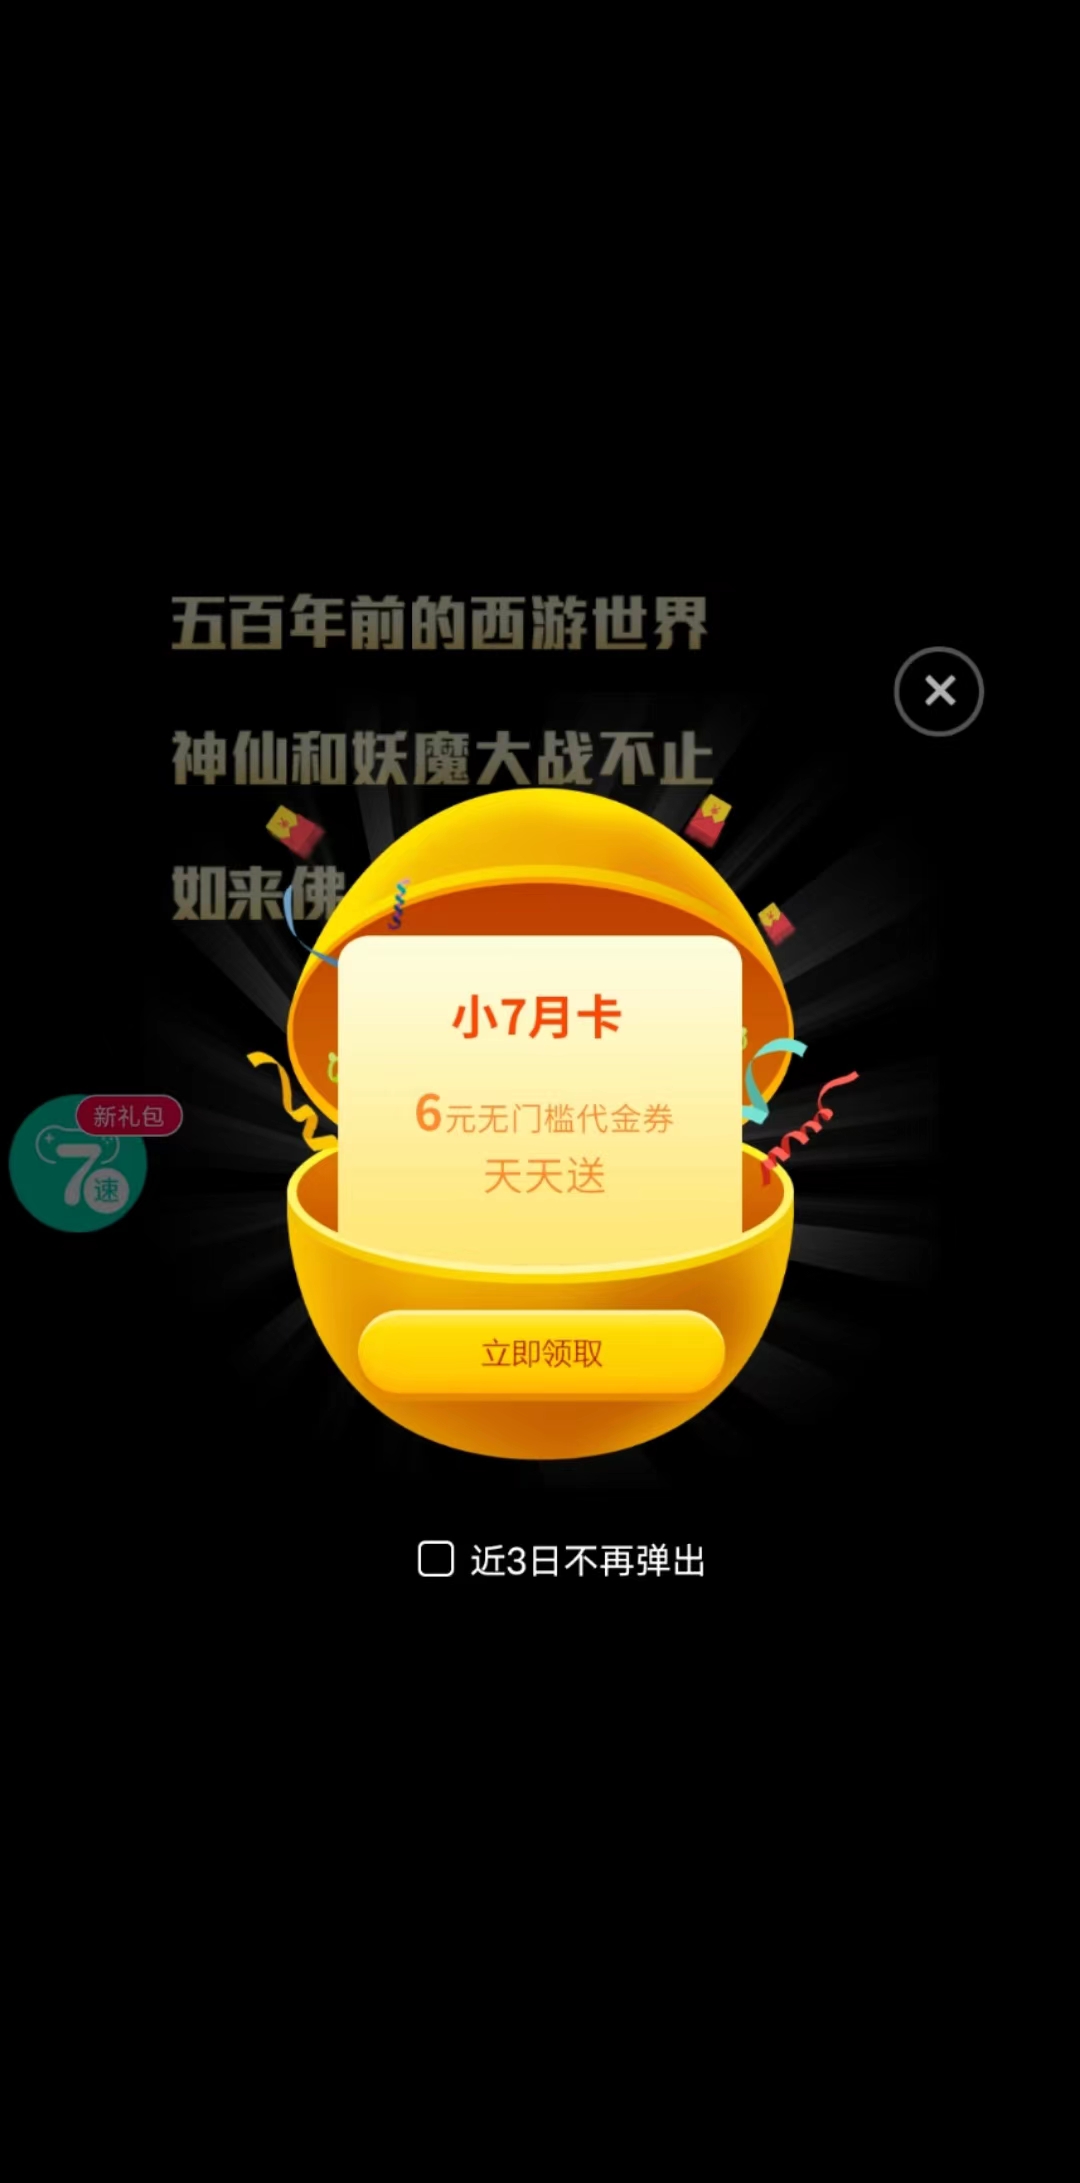 五百年前的西游世界
神仙和妖魔大战不止
如来佛
小7月卡
6元无门槛代金券
天天送
新礼包
7
速
立即领取
近3日不再弹出